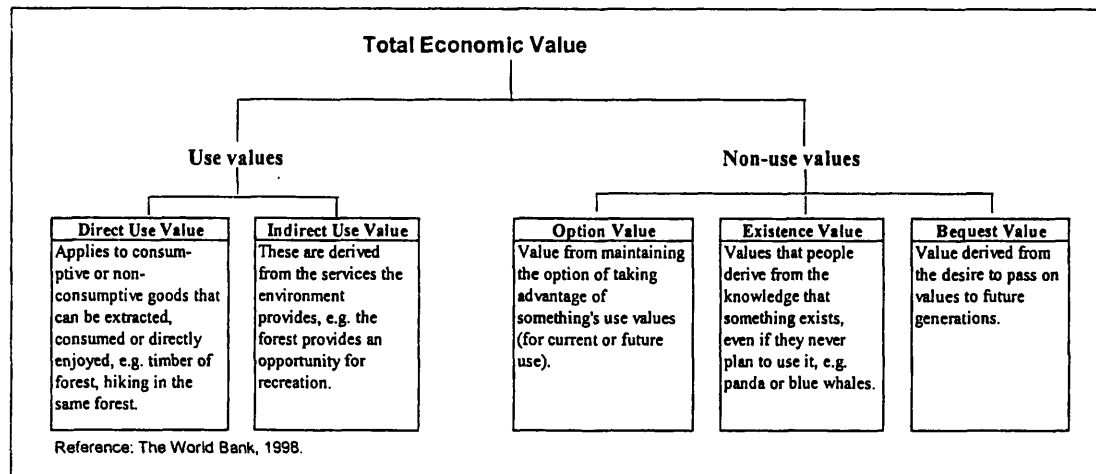 Total Economic Value
Use values
Non-use values
Direct Use Value
Applies to consum-
ptive or non-
consumptive goods that
can be extracted,
consumed or directly
enjoyed, e.g. timber of
forest, hiking in the
same forest.
Indirect Use Value
These are derived
from the services the
environment
provides, e.g. the
forest provides an
opportunity for
recreation.
Option Value
Value from maintaining
the option of taking
advantage of
something's use values
(for current or future
use).
Existence Value
Values that people
derive from the
knowledge that
something exists,
even if they never
plan to use it, e.g.
panda or blue whales.
Bequest Value
Value derived from
the desire to pass on
values to future
generations.
Reference: The World Bank, 1998.